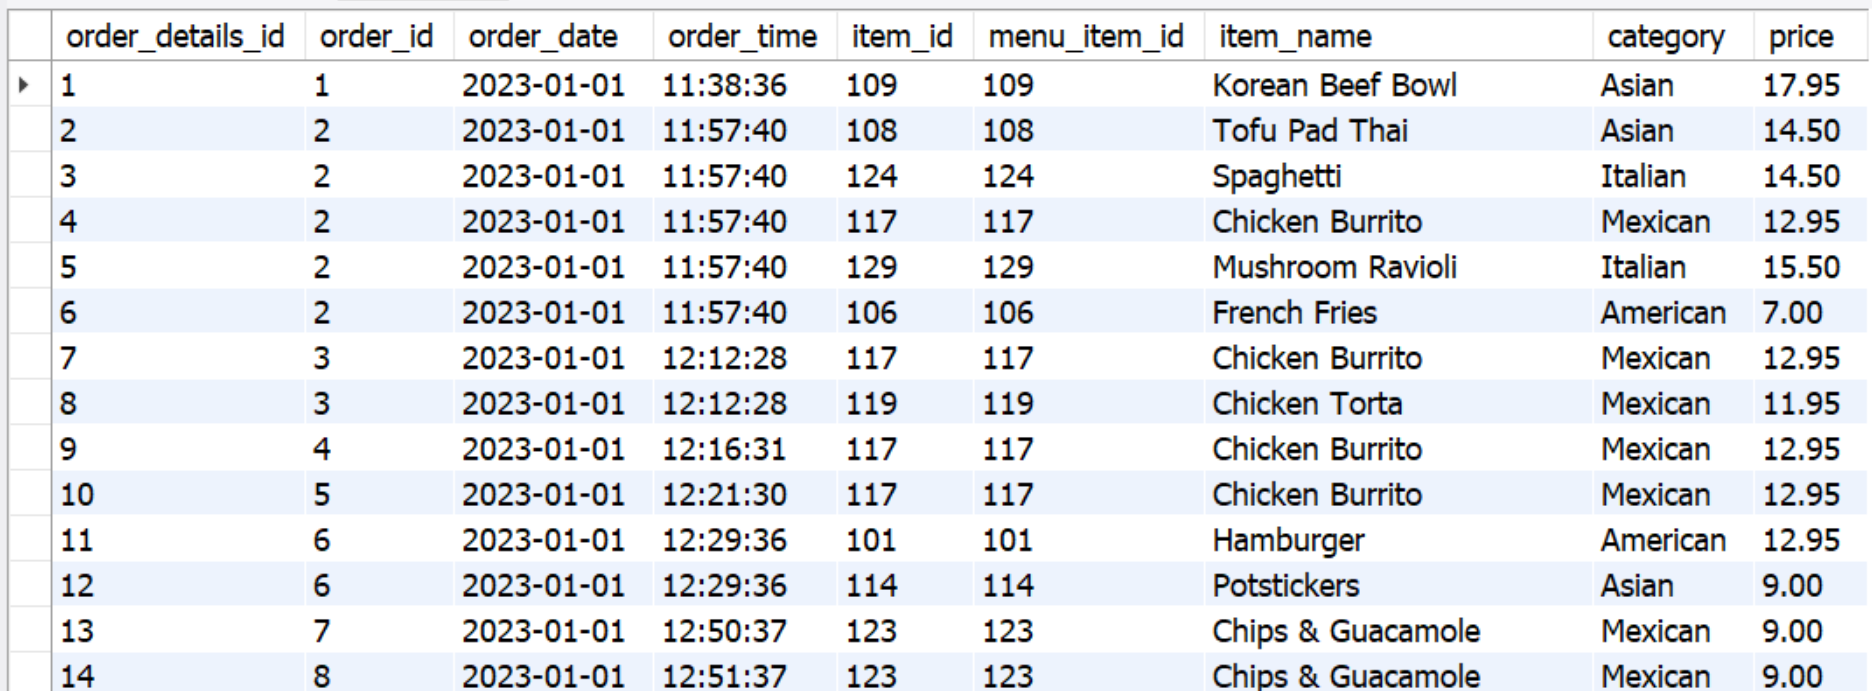 order_details_id order_id order_date order_time item_id menu_item_id item_name category price
1 1 2023-01-01 11:38:36 109 109 Korean Beef Bowl Asian 17.95
2 2 2023-01-01 11:57:40 108 108 Tofu Pad Thai Asian 14.50
3 2 2023-01-01 11:57:40 124 124 Spaghetti Italian 14.50
4 2 2023-01-01 11:57:40 117 117 Chicken Burrito Mexican 12.95
5 2 2023-01-01 11:57:40 129 129 Mushroom Ravioli Italian 15.50
6 2 2023-01-01 11:57:40 106 106 French Fries American 7.00
7 3 2023-01-01 12:12:28 117 117 Chicken Burrito Mexican 12.95
8 3 2023-01-01 12:12:28 119 119 Chicken Torta Mexican 11.95
9 4 2023-01-01 12:16:31 117 117 Chicken Burrito Mexican 12.95
10 5 2023-01-01 12:21:30 117 117 Chicken Burrito Mexican 12.95
11 6 2023-01-01 12:29:36 101 101 Hamburger American 12.95
12 6 2023-01-01 12:29:36 114 114 Potstickers Asian 9.00
13 7 2023-01-01 12:50:37 123 123 Chips & Guacamole Mexican 9.00
14 8 2023-01-01 12:51:37 123 123 Chips & Guacamole Mexican 9.00